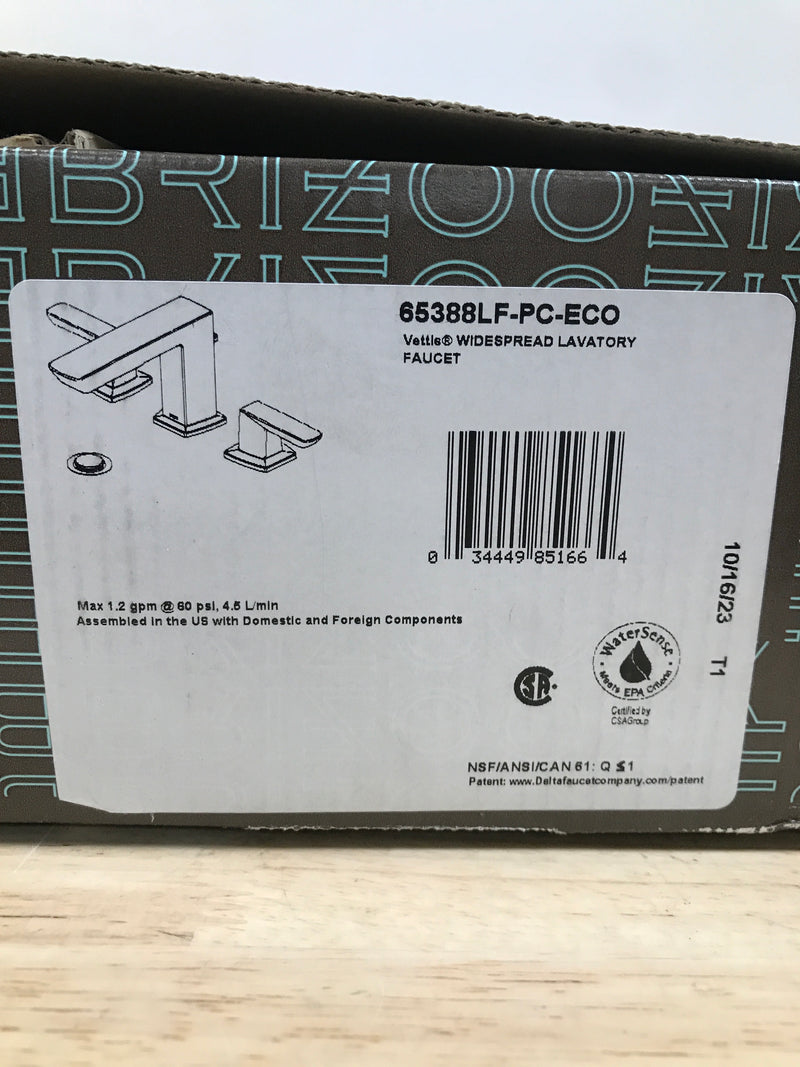 BRIZO
65388LF-PC-ECO
Vettis® WIDESPREAD LAVATORY
FAUCET
0 34449 85166 4
10/16/23 T1
Max 1.2 gpm @ 60 psi, 4.5 L/min
Assembled in the US with Domestic and Foreign Components
WaterSense
Meets EPA Criteria
Certified by
CSAGroup
SA
NSF/ANSI/CAN 61: Q ≤ 1
Patent: www.Deltafaucetcompany.com/patent